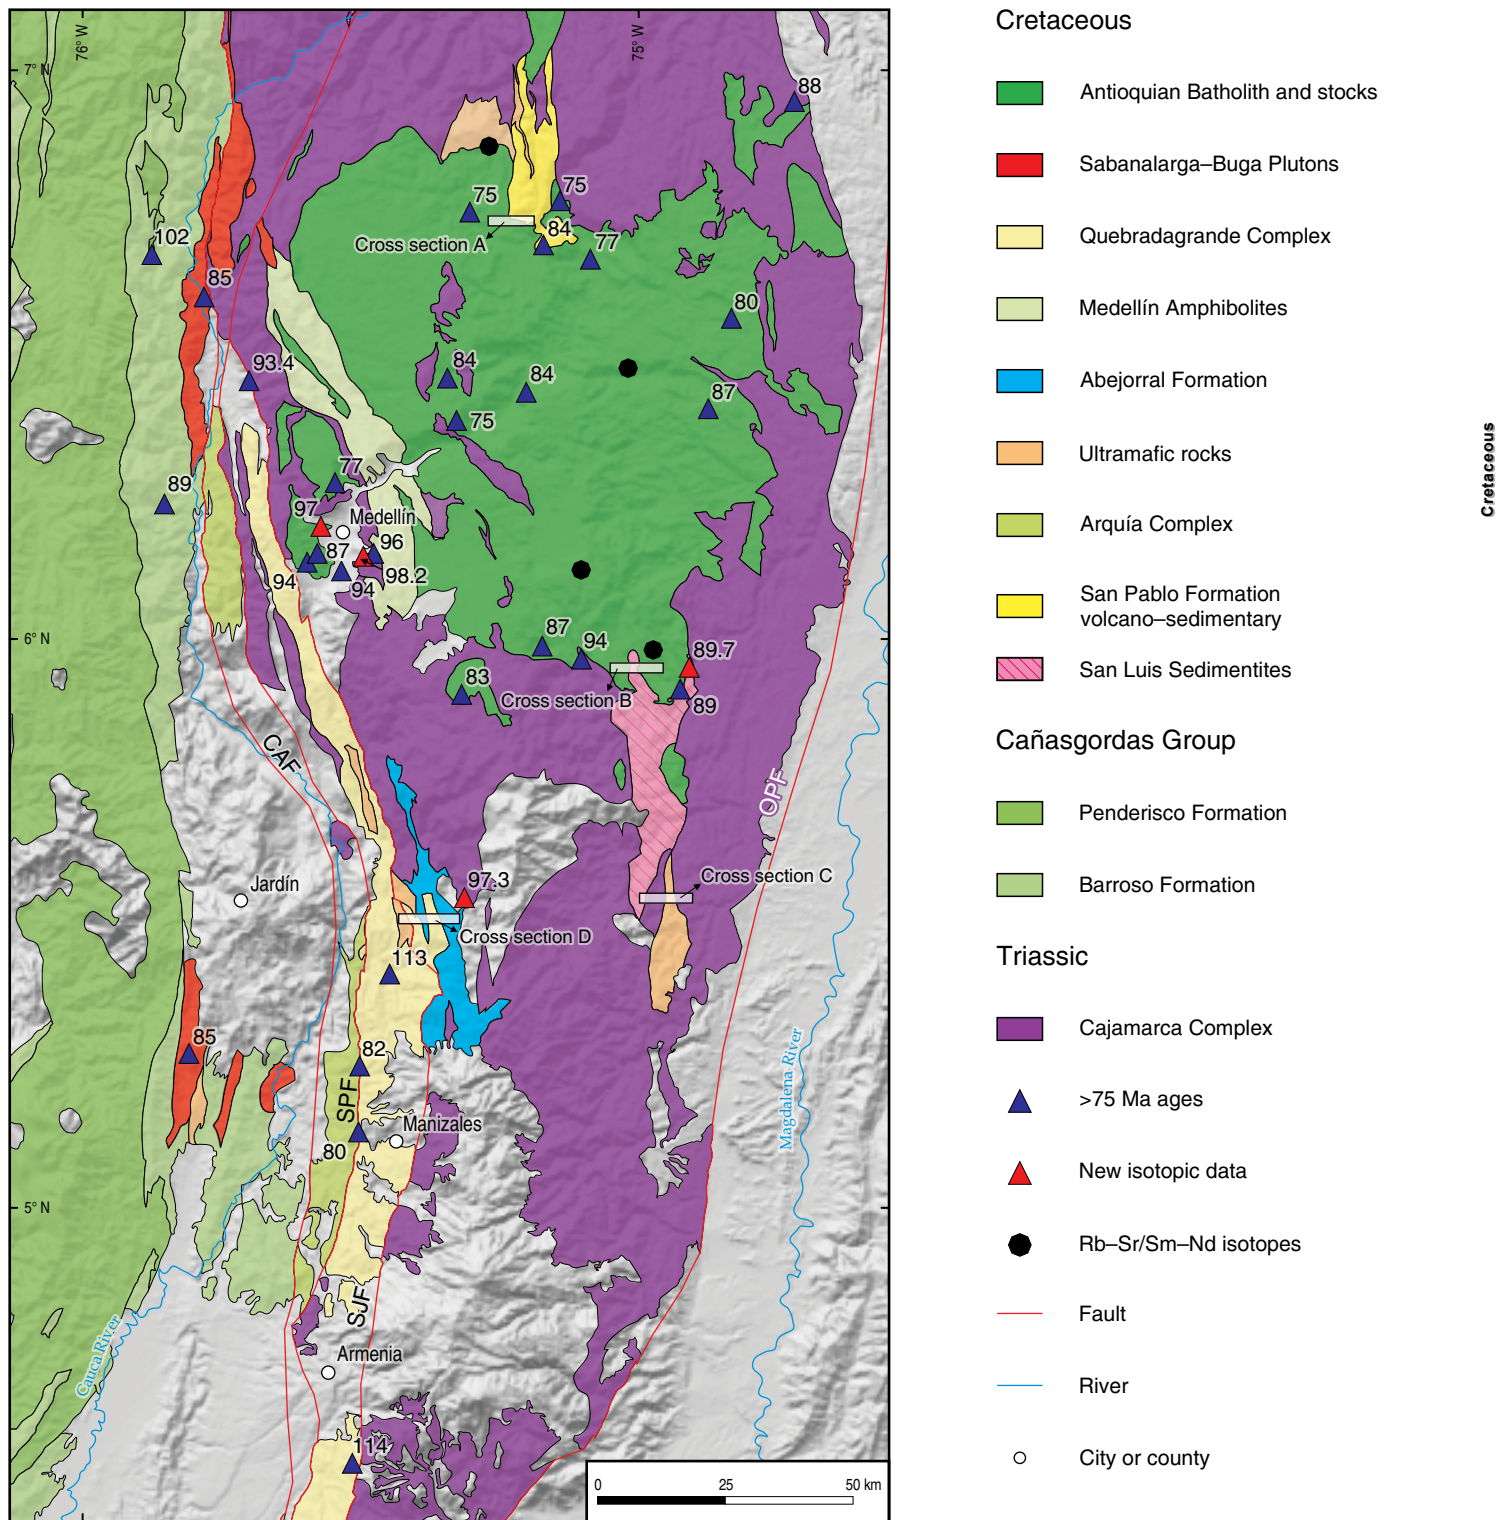 76° W
75° W
7° N
88
75
75
Cross section A
84
77
102
85
80
93.4
84
84
87
75
77
89
97
Medellín
87
96
98.2
94
94
6° N
87
94
89.7
83
Cross section B
89
CAF
OPF
97.3
Cross section C
Jardín
Cross section D
113
85
82
SPF
Manizales
80
Magdalena River
5° N
SJF
Cauca River
Armenia
114
0 25 50 km
Cretaceous
Antioquian Batholith and stocks
Sabanalarga–Buga Plutons
Quebradagrande Complex
Medellín Amphibolites
Abejorral Formation
Ultramafic rocks
Arquía Complex
San Pablo Formation
volcano–sedimentary
San Luis Sedimentites
Cañasgordas Group
Penderisco Formation
Barroso Formation
Triassic
Cajamarca Complex
>75 Ma ages
New isotopic data
Rb–Sr/Sm–Nd isotopes
Fault
River
City or county
Cretaceous